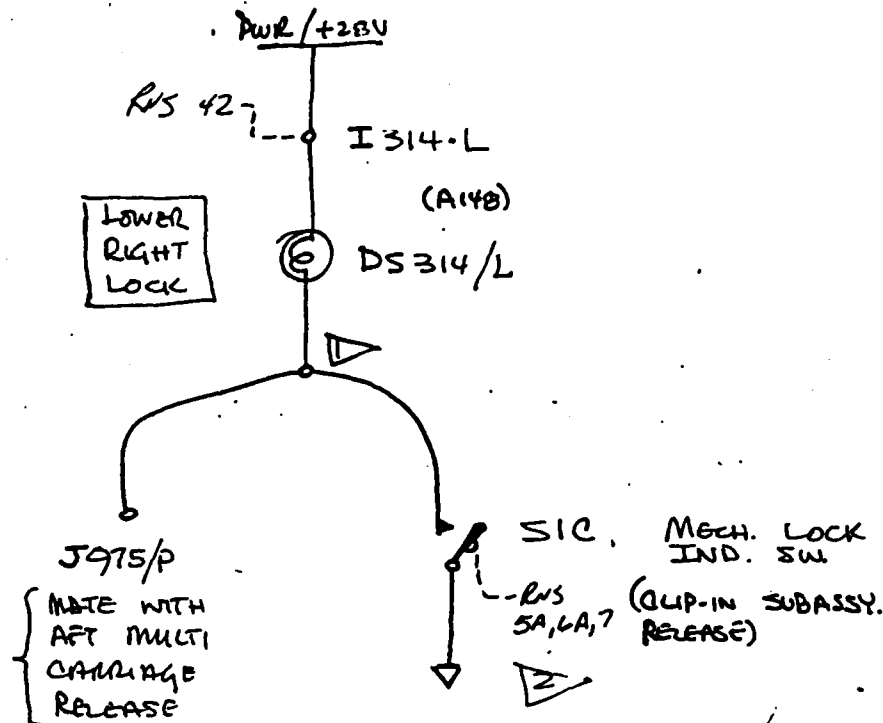 PWR/+28V
RNS 42
I 314-L
(A148)
LOWER
RIGHT
LOCK
DS314/L
1
J975/P
MATE WITH
AFT MULTI
CARRIAGE
RELEASE
S1C. MECH. LOCK
IND. SW.
RNS
5A,6A,7
(CLIP-IN SUBASSY.
RELEASE)
2